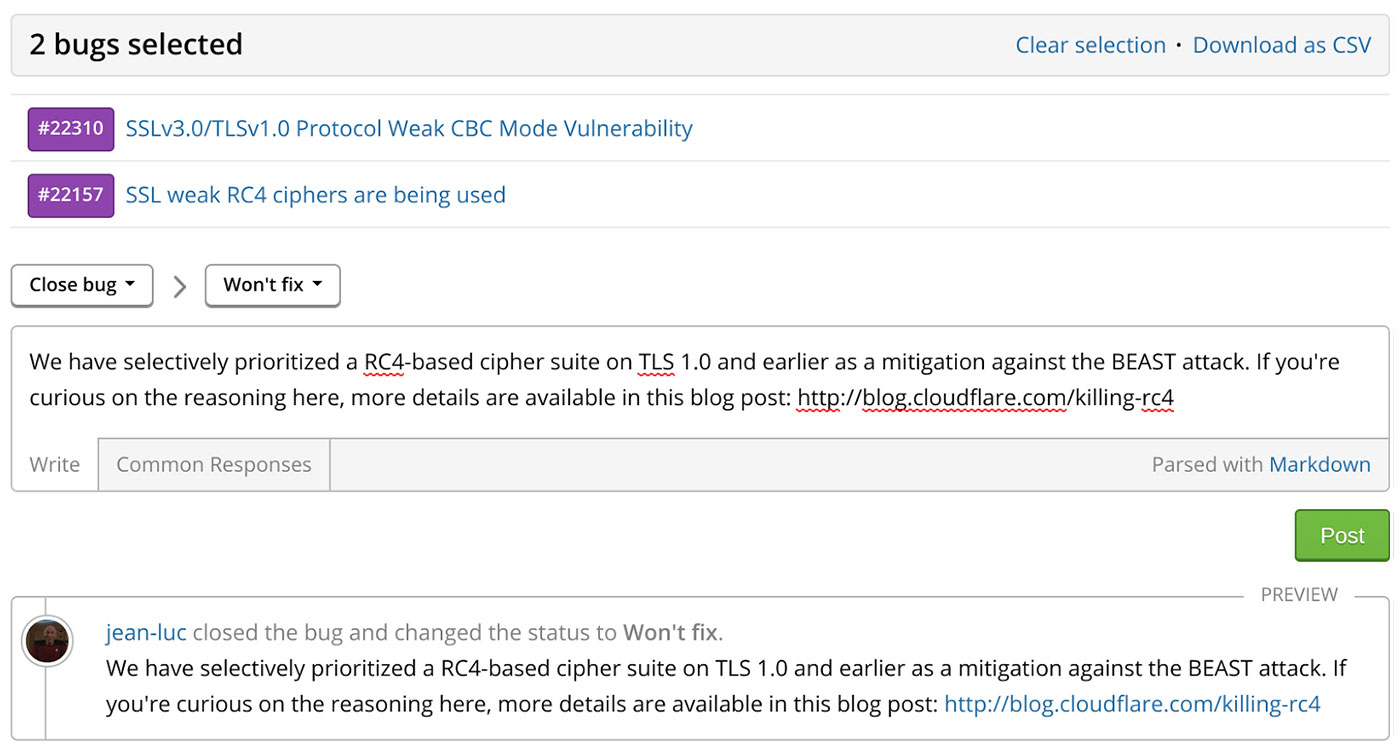 2 bugs selected
Clear selection · Download as CSV
#22310 SSLv3.0/TLSv1.0 Protocol Weak CBC Mode Vulnerability
#22157 SSL weak RC4 ciphers are being used
Close bug > Won't fix
We have selectively prioritized a RC4-based cipher suite on TLS 1.0 and earlier as a mitigation against the BEAST attack. If you're
curious on the reasoning here, more details are available in this blog post: http://blog.cloudflare.com/killing-rc4
Write Common Responses Parsed with Markdown
Post
PREVIEW
jean-luc closed the bug and changed the status to Won't fix.
We have selectively prioritized a RC4-based cipher suite on TLS 1.0 and earlier as a mitigation against the BEAST attack. If
you're curious on the reasoning here, more details are available in this blog post: http://blog.cloudflare.com/killing-rc4